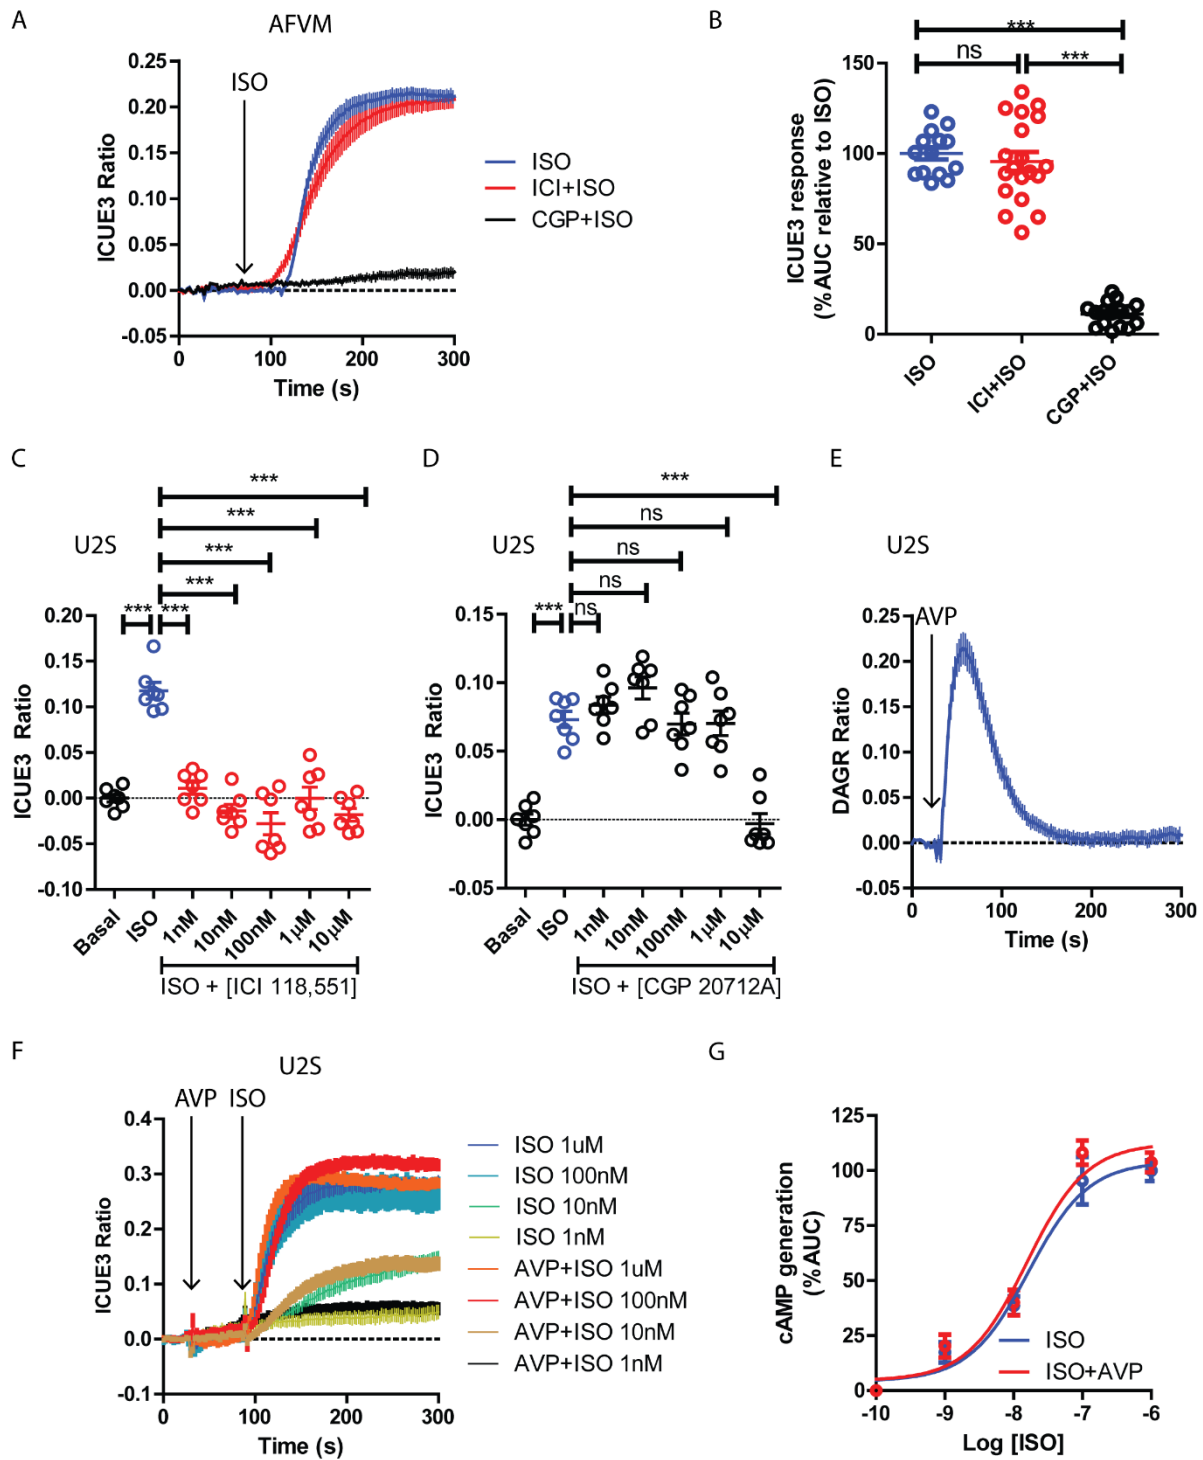 A
AFVM
0.25
0.20
0.15
0.10
0.05
0.00
-0.05
ICUE3 Ratio
ISO
0
100
200
300
Time (s)
ISO
ICI+ISO
CGP+ISO
B
***
ns
***
150
100
50
0
ICUE3 response
(%AUC relative to ISO)
ISO
ICI+ISO
CGP+ISO
C
U2S
***
***
***
***
*** ***
0.20
0.15
0.10
0.05
0.00
-0.05
-0.10
ICUE3 Ratio
Basal
ISO
1nM
10nM
100nM
1µM
10µM
ISO + [ICI 118,551]
D
U2S
***
ns
ns
ns
*** ns
0.15
0.10
0.05
0.00
-0.05
ICUE3 Ratio
Basal
ISO
1nM
10nM
100nM
1µM
10µM
ISO + [CGP 20712A]
E
U2S
AVP
0.25
0.20
0.15
0.10
0.05
0.00
-0.05
DAGR Ratio
0
100
200
300
Time (s)
F
U2S
AVP ISO
0.4
0.3
0.2
0.1
0.0
-0.1
ICUE3 Ratio
0
100
200
300
Time (s)
ISO 1uM
ISO 100nM
ISO 10nM
ISO 1nM
AVP+ISO 1uM
AVP+ISO 100nM
AVP+ISO 10nM
AVP+ISO 1nM
G
125
100
75
50
25
0
cAMP generation
(%AUC)
ISO
ISO+AVP
-10
-9
-8
-7
-6
Log [ISO]